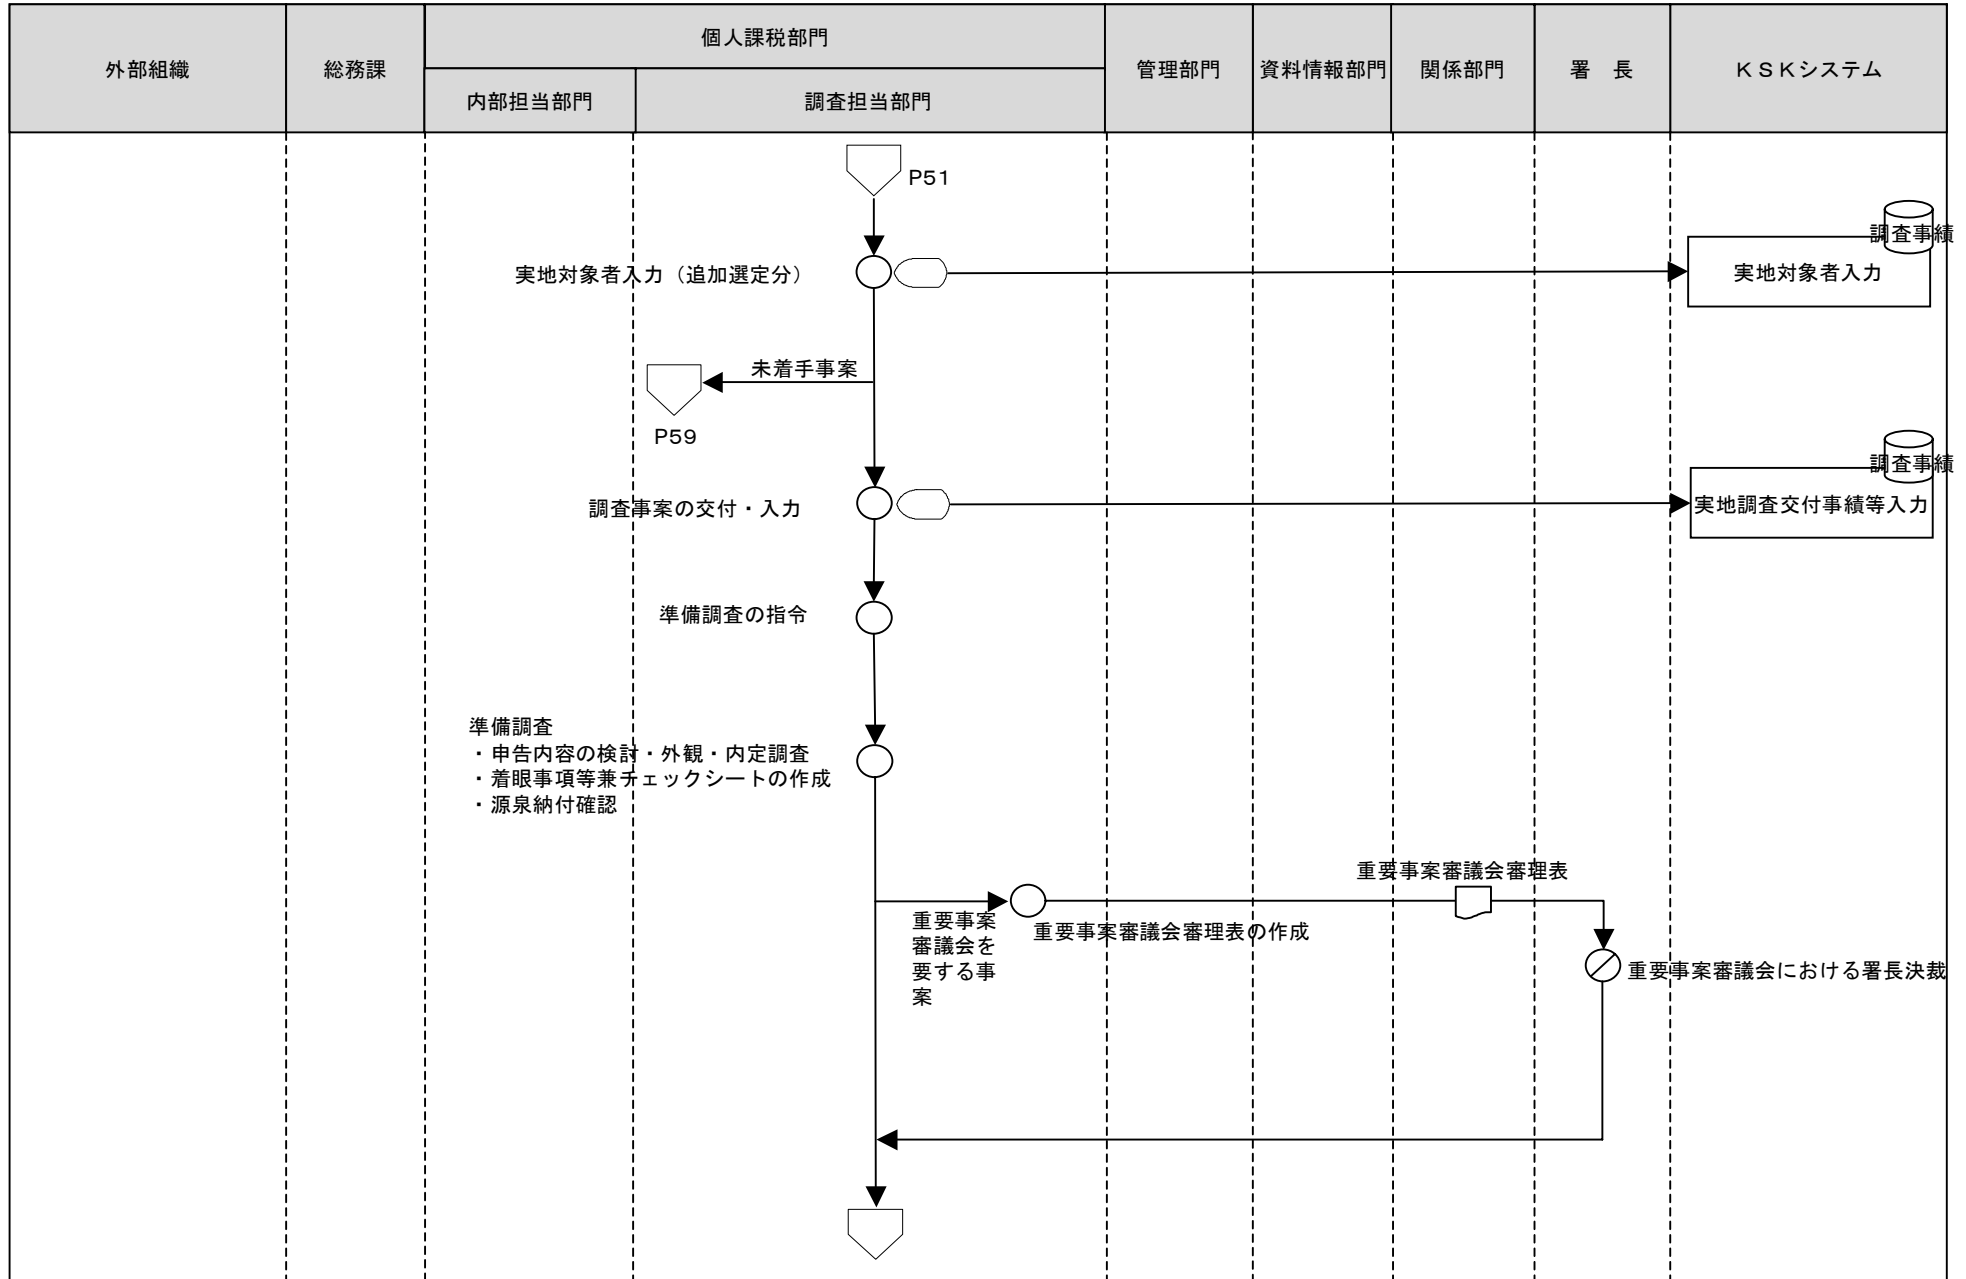 外部組織
総務課
個人課税部門
内部担当部門
調査担当部門
管理部門
資料情報部門
関係部門
署　長
ＫＳＫシステム
P51
調査事績
実地対象者入力（追加選定分）
実地対象者入力
未着手事案
P59
調査事績
調査事案の交付・入力
実地調査交付事績等入力
準備調査の指令
準備調査
・申告内容の検討・外観・内定調査
・着眼事項等兼チェックシートの作成
・源泉納付確認
重要事案審議会審理表
重要事案
審議会を
要する事
案
重要事案審議会審理表の作成
重要事案審議会における署長決裁